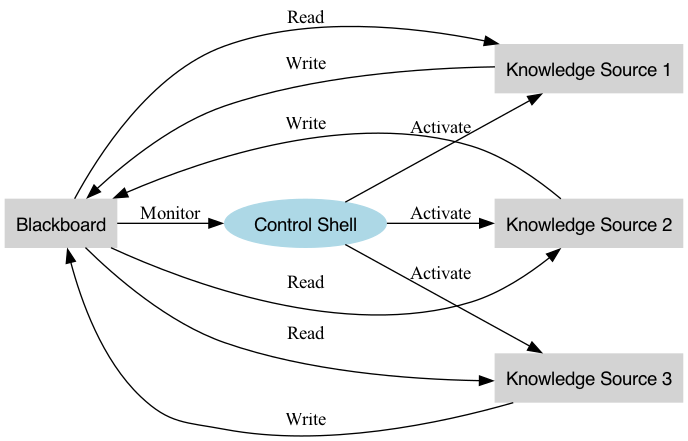 Read
Knowledge Source 1
Write
Write
Activate
Blackboard
Monitor
Control Shell
Activate
Knowledge Source 2
Activate
Read
Read
Knowledge Source 3
Write